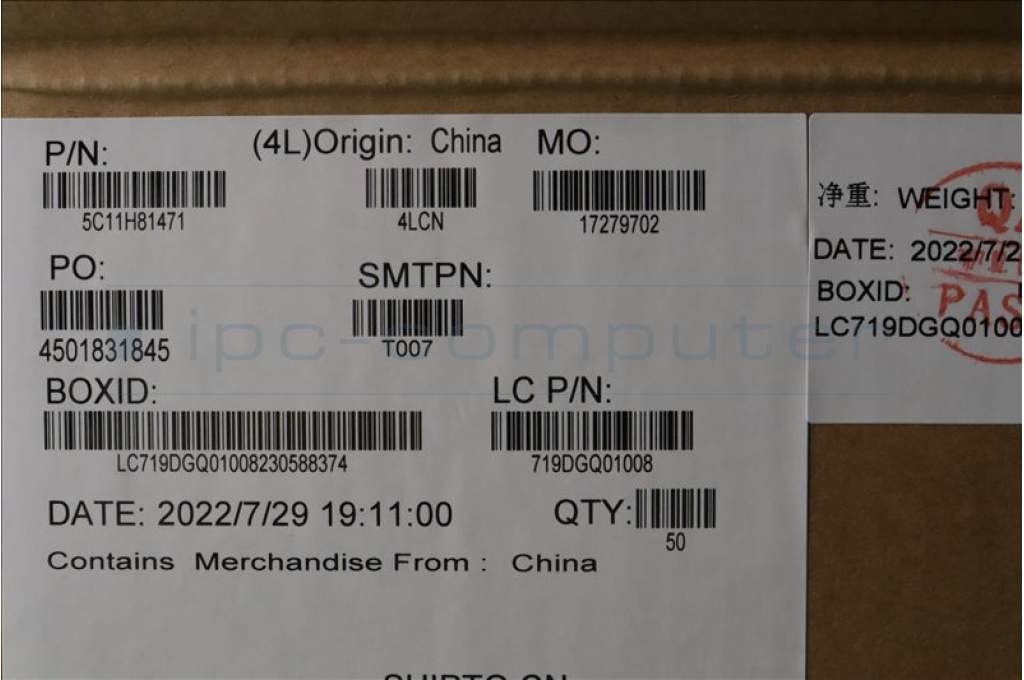 P/N: (4L)Origin: China MO:
5C11H81471 4LCN 17279702
PO: SMTPN:
4501831845 T007
BOXID: LC P/N:
LC719DGQ01008230588374 719DGQ01008
DATE: 2022/7/29 19:11:00 QTY:
50
Contains Merchandise From : China
净重: WEIGHT:
DATE: 2022/7/2
BOXID:
LC719DGQ0100
PAS
ipc-computer